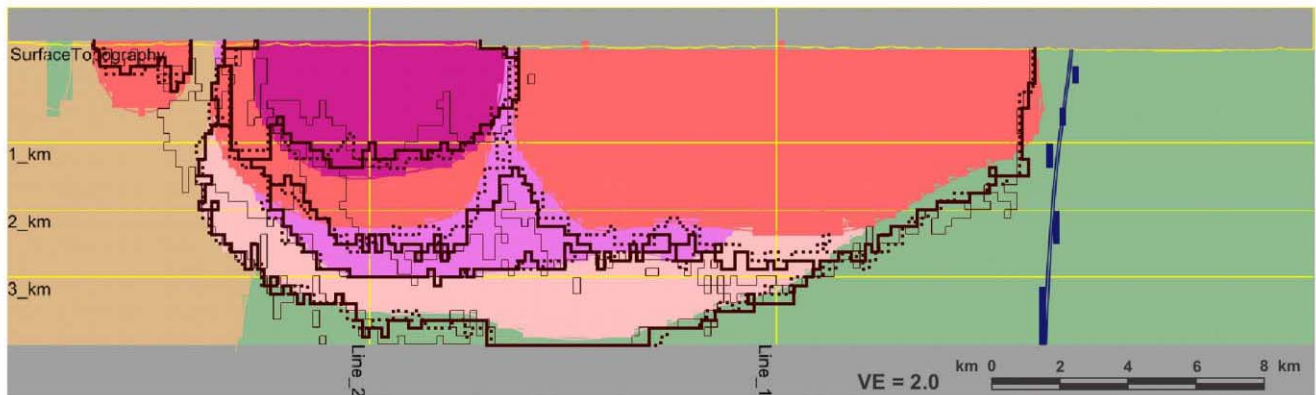 SurfaceTopography
1_km
2_km
3_km
Line_2
Line_1
VE = 2.0
km 0 2 4 6 8 km